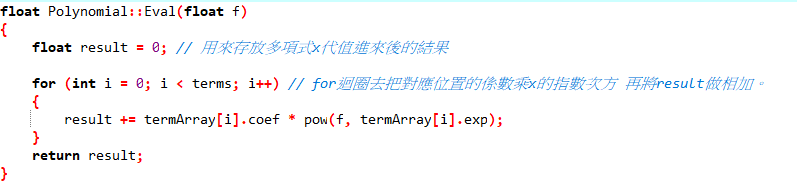 float Polynomial::Eval(float f)
{
    float result = 0; // 用來存放多項式x代值進來後的結果

    for (int i = 0; i < terms; i++) // for迴圈去把對應位置的係數乘x的指數次方 再將result做相加。
    {
        result += termArray[i].coef * pow(f, termArray[i].exp);
    }
    return result;
}